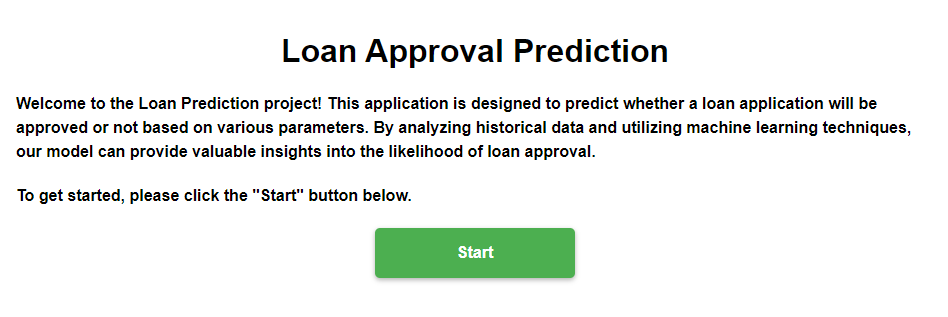 Loan Approval Prediction
Welcome to the Loan Prediction project! This application is designed to predict whether a loan application will be
approved or not based on various parameters. By analyzing historical data and utilizing machine learning techniques,
our model can provide valuable insights into the likelihood of loan approval.
To get started, please click the "Start" button below.
Start